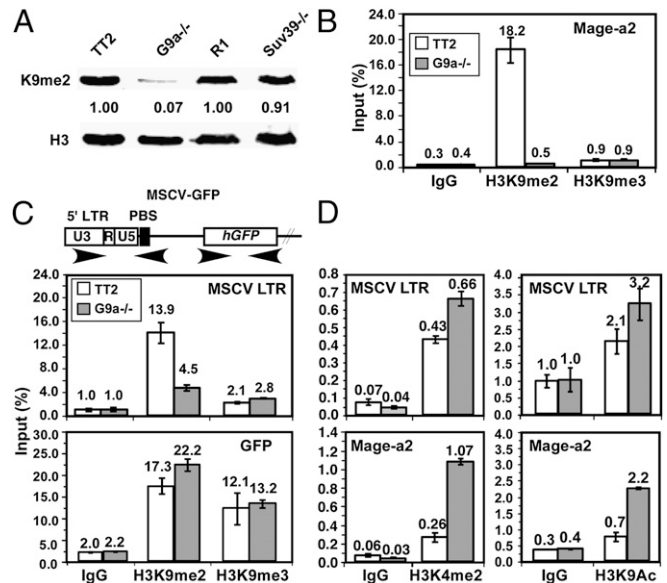 A
TT2 G9a-/- R1 Suv39-/-
K9me2
1.00 0.07 1.00 0.91
H3
B
Mage-a2
Input (%)
24.0
20.0
16.0
12.0
8.0
4.0
0.0
TT2
G9a-/-
18.2
0.3 0.4 0.5 0.9 0.9
IgG H3K9me2 H3K9me3
C
MSCV-GFP
5' LTR PBS
U3 R U5 hGFP
Input (%)
24.0
20.0
16.0
12.0
8.0
4.0
0.0
TT2
G9a-/-
MSCV LTR
13.9
4.5
1.0 1.0 2.1 2.8
30.0
25.0
20.0
15.0
10.0
5.0
0.0
GFP
22.2
17.3
12.1 13.2
2.0 2.2
IgG H3K9me2 H3K9me3
D
MSCV LTR
0.8
0.7
0.6
0.5
0.4
0.3
0.2
0.1
0
0.66
0.43
0.07 0.04
MSCV LTR
4.0
3.5
3.0
2.5
2.0
1.5
1.0
0.5
0.0
3.2
2.1
1.0 1.0
Mage-a2
1.4
1.2
1.0
0.8
0.6
0.4
0.2
0.0
1.07
0.26
0.06 0.03
IgG H3K4me2
Mage-a2
4.0
3.5
3.0
2.5
2.0
1.5
1.0
0.5
0.0
2.2
0.7
0.3 0.4
IgG H3K9Ac